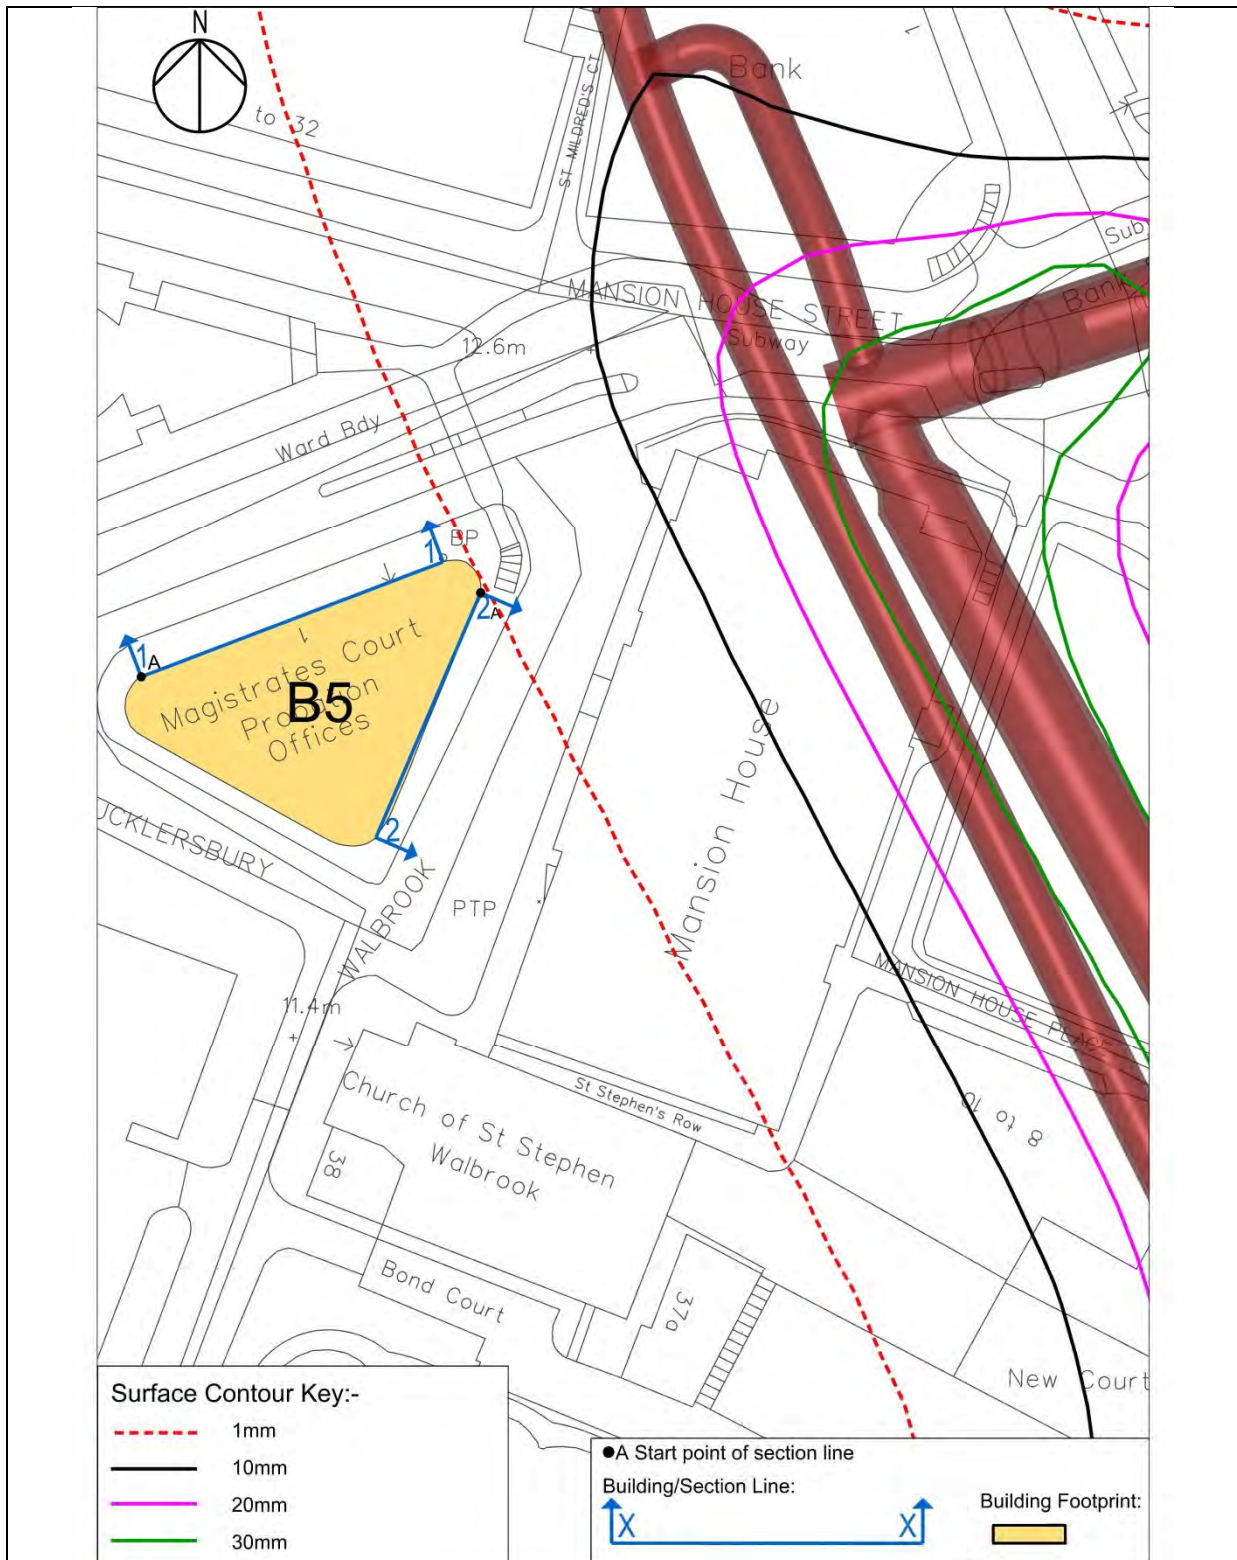 N
Bank
to 32
ST MILDRED'S CT
Sub
MANSION HOUSE STREET
Bank
Subway
12.6m
Ward Bdy
BP
1
2
A
1
A
1
Magistrates Court
Probation
Offices
B5
2
UCKLERSBURY
WALBROOK
PTP
Mansion House
11.4m
MANSION HOUSE PLACE
St Stephen's Row
8 to 10
Church of St Stephen
Walbrook
38
Bond Court
37a
New Court
Surface Contour Key:-
1mm
10mm
20mm
30mm
●A Start point of section line
Building/Section Line:
X X
Building Footprint: